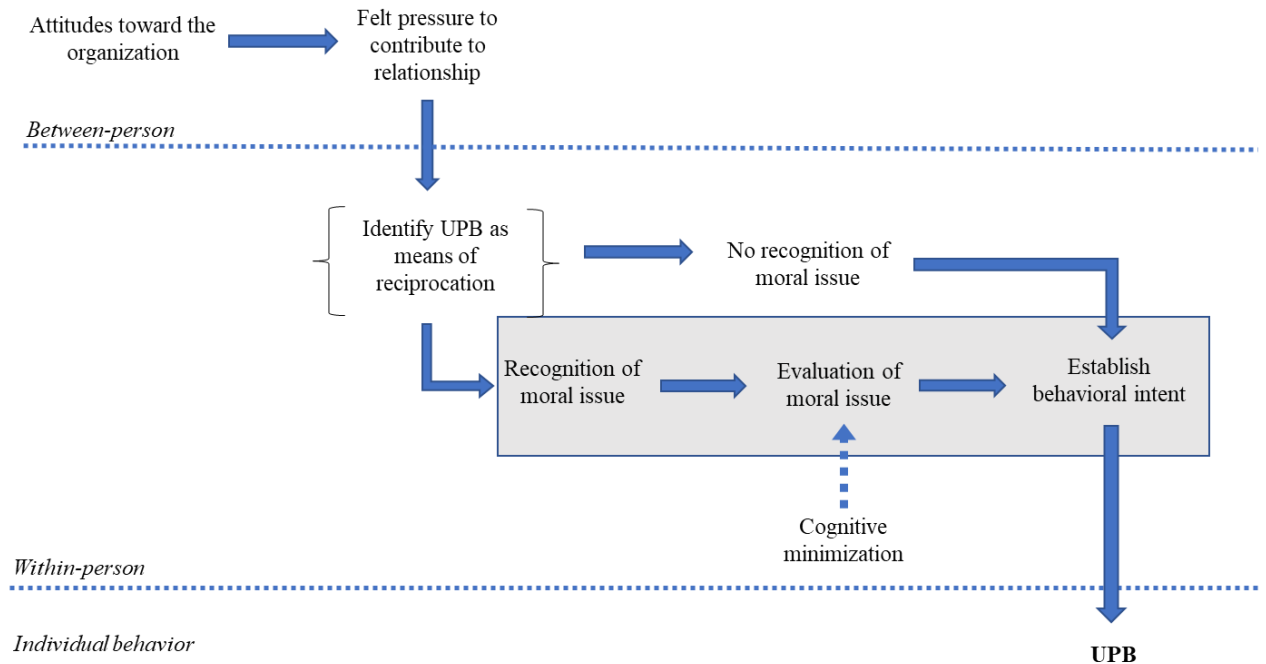 Attitudes toward the
organization
Felt pressure to
contribute to
relationship
Between-person
Identify UPB as
means of
reciprocation
No recognition of
moral issue
Recognition of
moral issue
Evaluation of
moral issue
Establish
behavioral intent
Cognitive
minimization
Within-person
Individual behavior
UPB